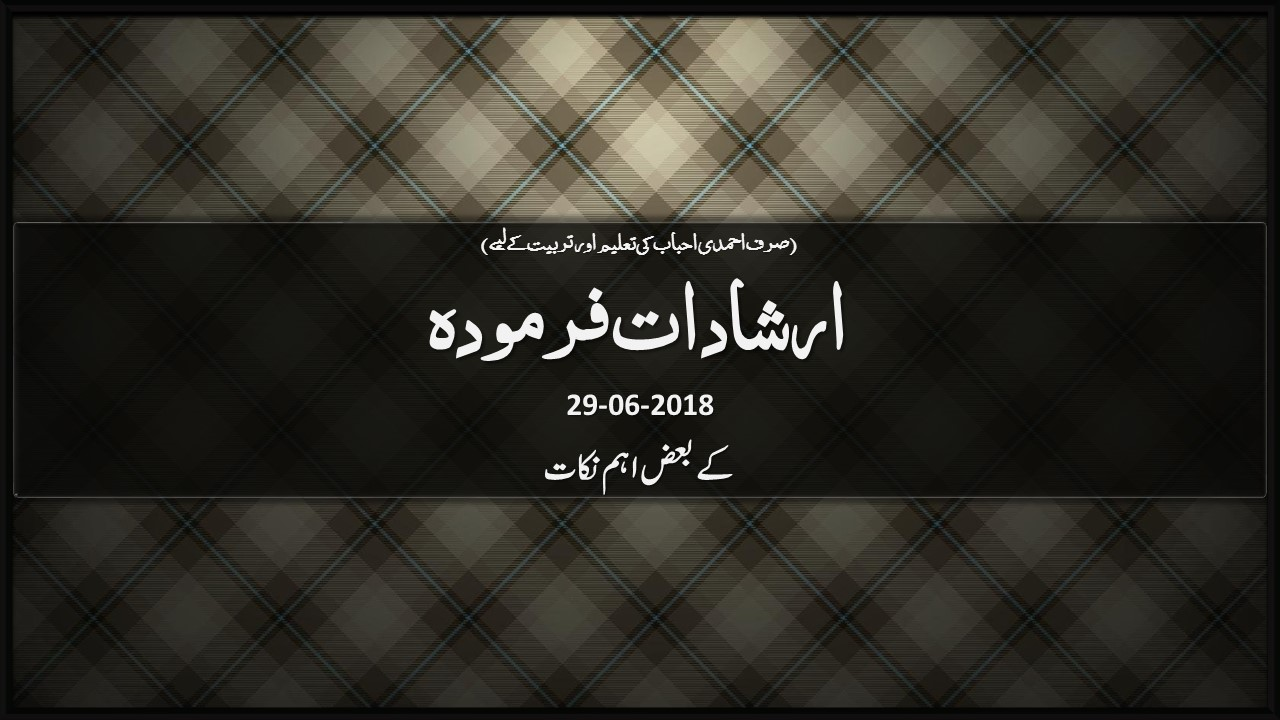 (صرف احمدی احباب کی تعلیم اور تربیت کے لیے)
ارشادات فرمودہ
29-06-2018
کے بعض اہم نکات